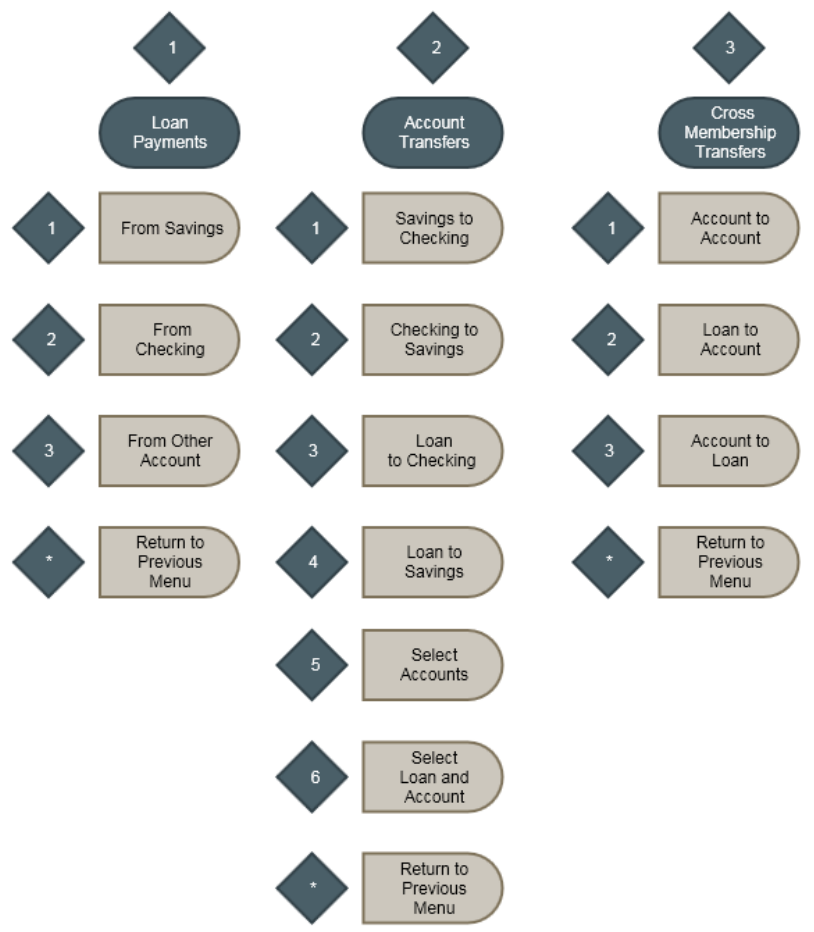 1
Loan
Payments
1
From Savings
2
From
Checking
3
From Other
Account
*
Return to
Previous
Menu
2
Account
Transfers
1
Savings to
Checking
2
Checking to
Savings
3
Loan
to Checking
4
Loan to
Savings
5
Select
Accounts
6
Select
Loan and
Account
*
Return to
Previous
Menu
3
Cross
Membership
Transfers
1
Account to
Account
2
Loan to
Account
3
Account to
Loan
*
Return to
Previous
Menu